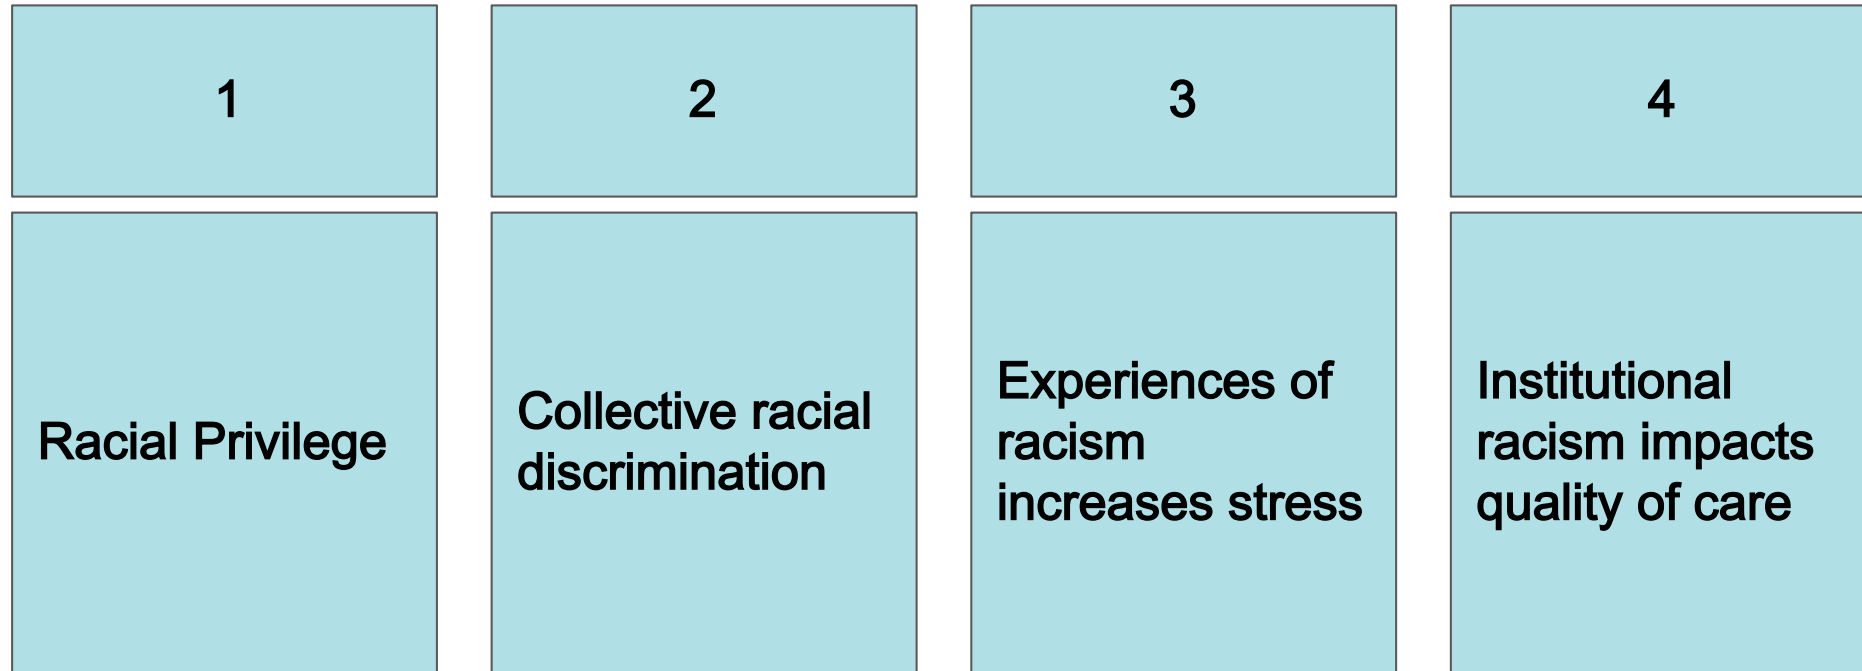 1
2
3
4
Racial Privilege
Collective racial
discrimination
Experiences of
racism
increases stress
Institutional
racism impacts
quality of care